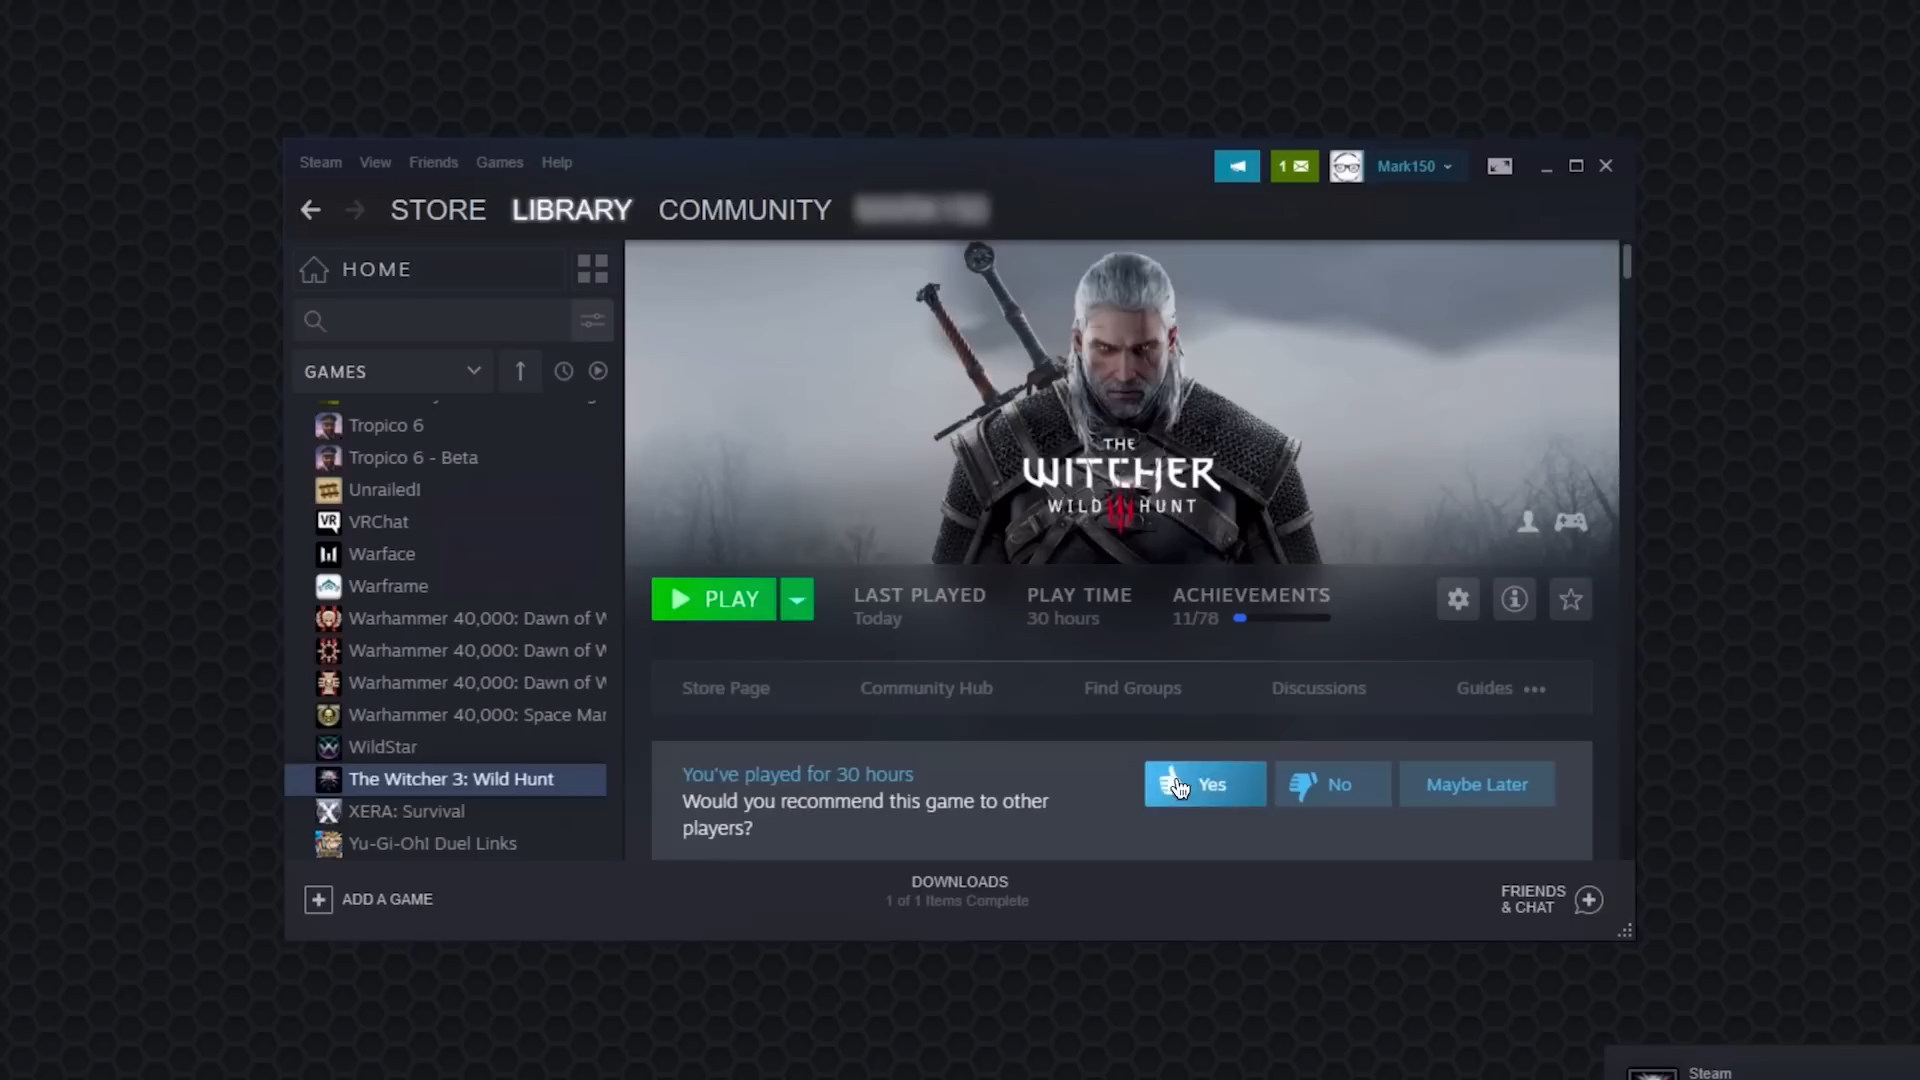 Steam View Friends Games Help
1
Mark150
STORE LIBRARY COMMUNITY
HOME
GAMES
Tropico 6
Tropico 6 - Beta
Unrailed!
VRChat
Warface
Warframe
Warhammer 40,000: Dawn of W
Warhammer 40,000: Dawn of W
Warhammer 40,000: Dawn of W
Warhammer 40,000: Space Mar
WildStar
The Witcher 3: Wild Hunt
XERA: Survival
Yu-Gi-Oh! Duel Links
ADD A GAME
THE
WITCHER
WILD HUNT
PLAY
LAST PLAYED
Today
PLAY TIME
30 hours
ACHIEVEMENTS
11/78
Store Page Community Hub Find Groups Discussions Guides
You've played for 30 hours
Would you recommend this game to other
players?
Yes No Maybe Later
DOWNLOADS
1 of 1 Items Complete
FRIENDS
& CHAT
Steam